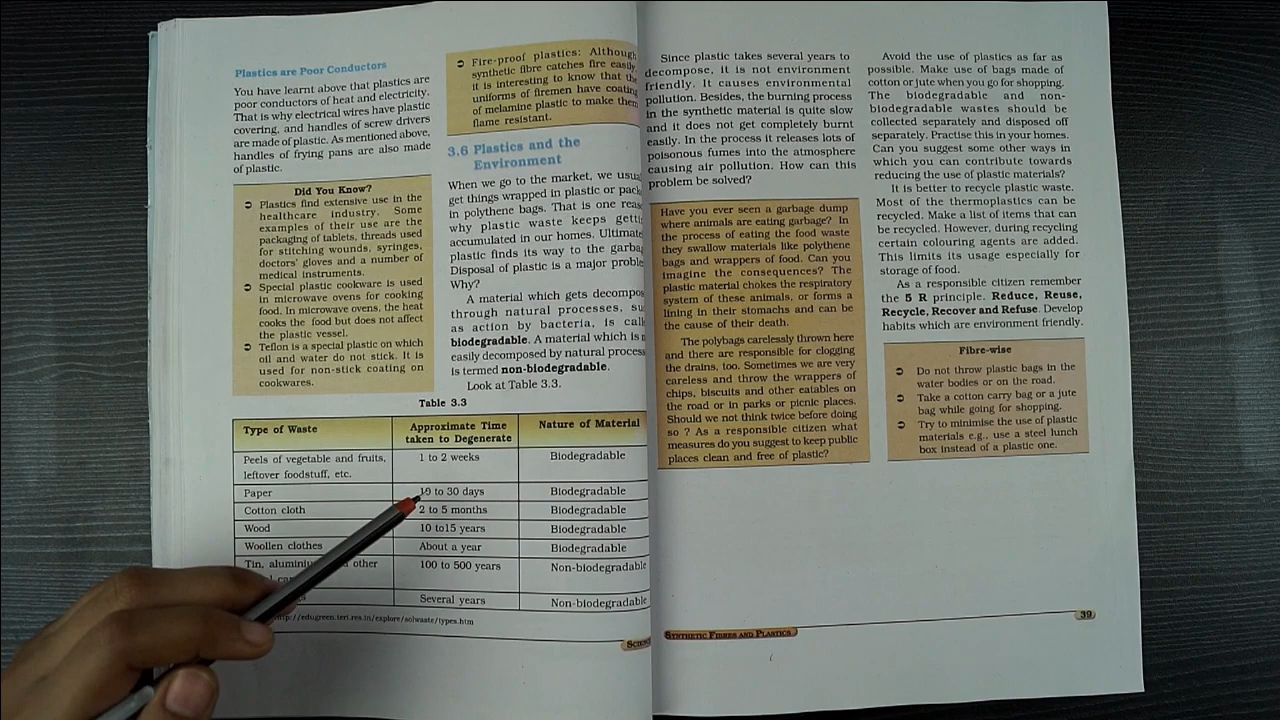 Plastics are Poor Conductors
You have learnt above that plastics are
poor conductors of heat and electricity.
That is why electrical wires have plastic
covering, and handles of screw drivers
are made of plastic. As mentioned above,
handles of frying pans are also made
of plastic.
Did You Know?
Plastics find extensive use in the
healthcare industry. Some
examples of their use are the
packaging of tablets, threads used
for stitching wounds, syringes,
doctors' gloves and a number of
medical instruments.
Special plastic cookware is used
in microwave ovens for cooking
food. In microwave ovens, the heat
cooks the food but does not affect
the plastic vessel.
Teflon is a special plastic on which
oil and water do not stick. It is
used for non-stick coating on
cookwares.
Fire-proof plastics: Although
synthetic fibre catches fire easily,
it is interesting to know that the
uniforms of firemen have coating
of melamine plastic to make them
flame resistant.
3.6 Plastics and the
Environment
When we go to the market, we
get things wrapped in plastic or
in polythene bags. That is one
why plastic waste keeps
accumulated in our homes.
plastic finds its way to the
Disposal of plastic is a major
Why?
A material which gets
through natural processes,
as action by bacteria, is
biodegradable. A material which is
easily decomposed by natural
is termed non-biodegradable.
Look at Table 3.3.
Table 3.3
Type of Waste Approximate Time Nature of Material
taken to Degenerate
Peels of vegetable and fruits, 1 to 2 weeks Biodegradable
leftover foodstuff, etc.
Paper 10 to 30 days Biodegradable
Cotton cloth 2 to 5 months Biodegradable
Wood 10 to15 years Biodegradable
Woollen clothes About a year Biodegradable
Tin, other 100 to 500 years Non-biodegradable
Several years Non-biodegradable
http://edugreen.teri.res.in/explore/solwaste/types.htm
Since plastic takes several years to
decompose, it is not environment
friendly. It causes environmental
pollution. Besides, the burning process
in the synthetic material is quite slow
and it does not get completely burnt
easily. In the process it releases lots of
poisonous fumes into the atmosphere
causing air pollution. How can this
problem be solved?
Have you ever seen a garbage dump
where animals are eating garbage? In
the process of eating the food waste
they swallow materials like polythene
bags and wrappers of food. Can you
imagine the consequences? The
plastic material chokes the respiratory
system of these animals, or forms a
lining in their stomachs and can be
the cause of their death.
The polybags carelessly thrown here
and there are responsible for clogging
the drains, too. Sometimes we are very
careless and throw the wrappers of
chips, biscuits and other eatables on
the road or in parks or picnic places.
Should we not think twice before doing
so ? As a responsible citizen what
measures do you suggest to keep public
places clean and free of plastic?
Avoid the use of plastics as far as
possible. Make use of bags made of
cotton or jute when you go for shopping.
The biodegradable and non-
biodegradable wastes should be
collected separately and disposed off
separately. Practise this in your homes.
Can you suggest some other ways in
which you can contribute towards
reducing the use of plastic materials?
It is better to recycle plastic waste.
Most of the thermoplastics can be
recycled. Make a list of items that can
be recycled. However, during recycling
certain colouring agents are added.
This limits its usage especially for
storage of food.
As a responsible citizen remember
the 5 R principle. Reduce, Reuse,
Recycle, Recover and Refuse. Develop
habits which are environment friendly.
Fibre-wise
Do not throw plastic bags in the
water bodies or on the road.
Take a cotton carry bag or a jute
bag while going for shopping.
Try to minimise the use of plastic
materials e.g., use a steel lunch
box instead of a plastic one.
SYNTHETIC FIBRES AND PLASTICS
39